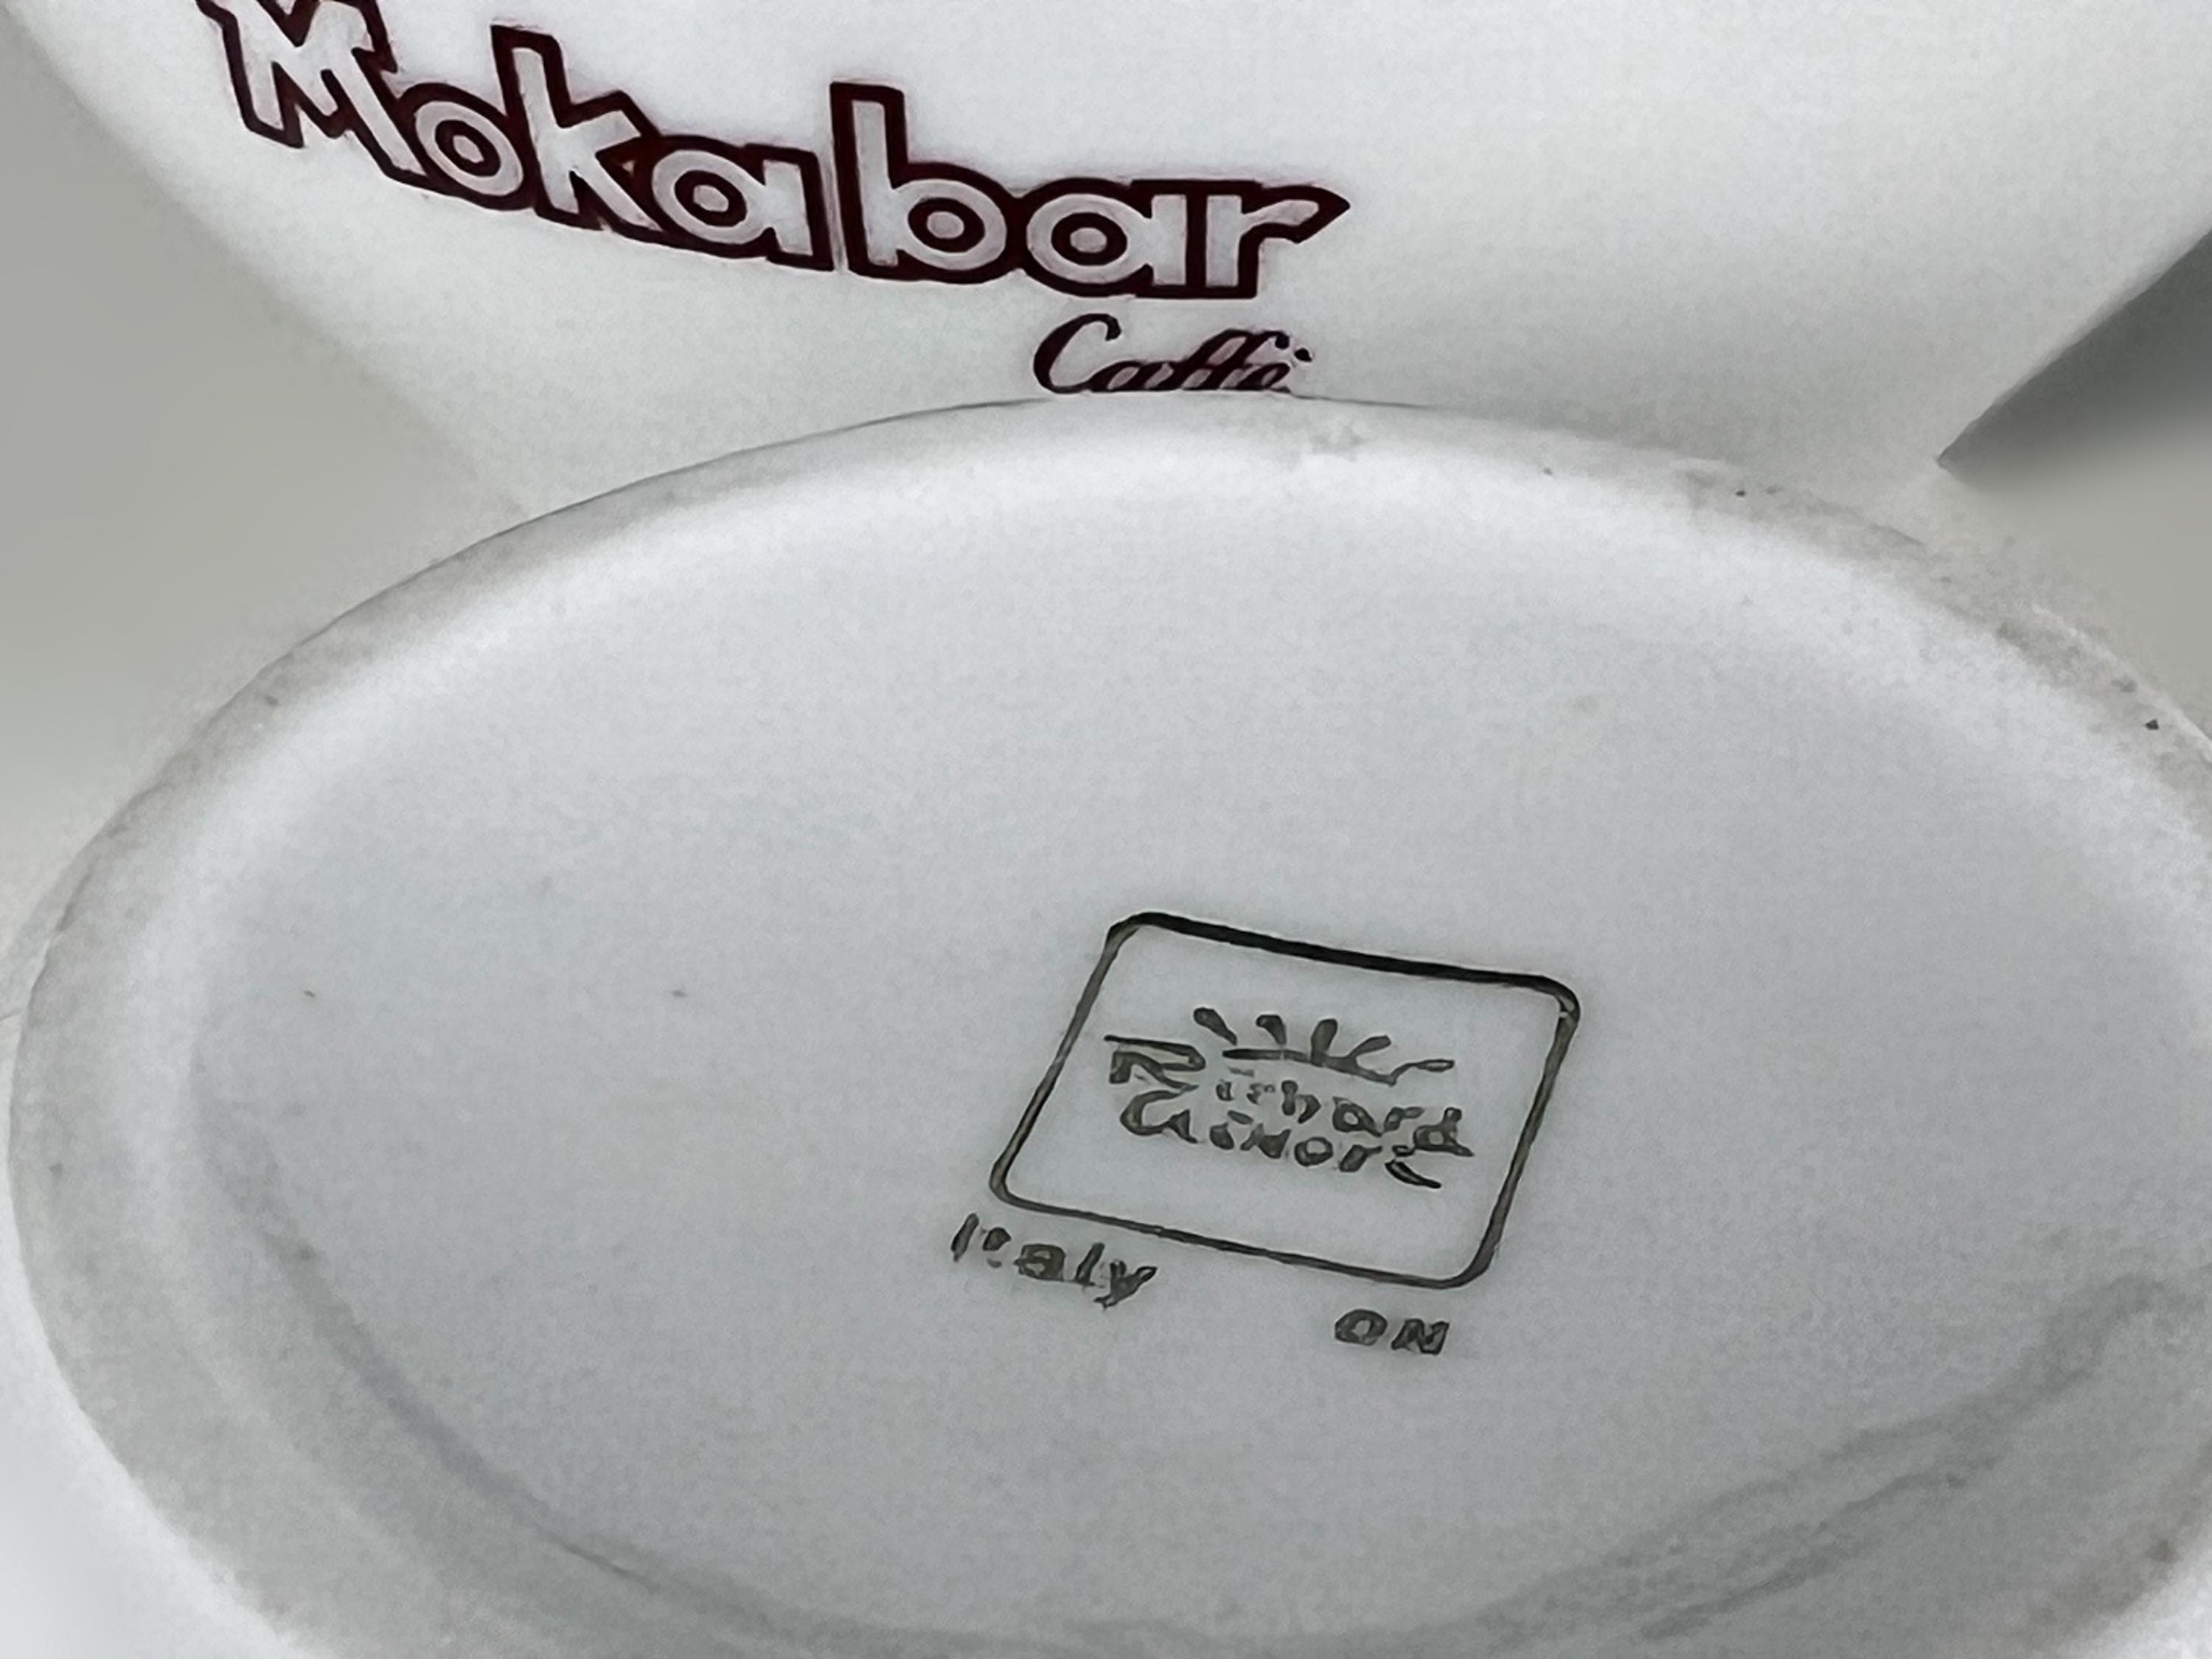 Mokabar
Caffè
Richard
Ginori
Italy
ON